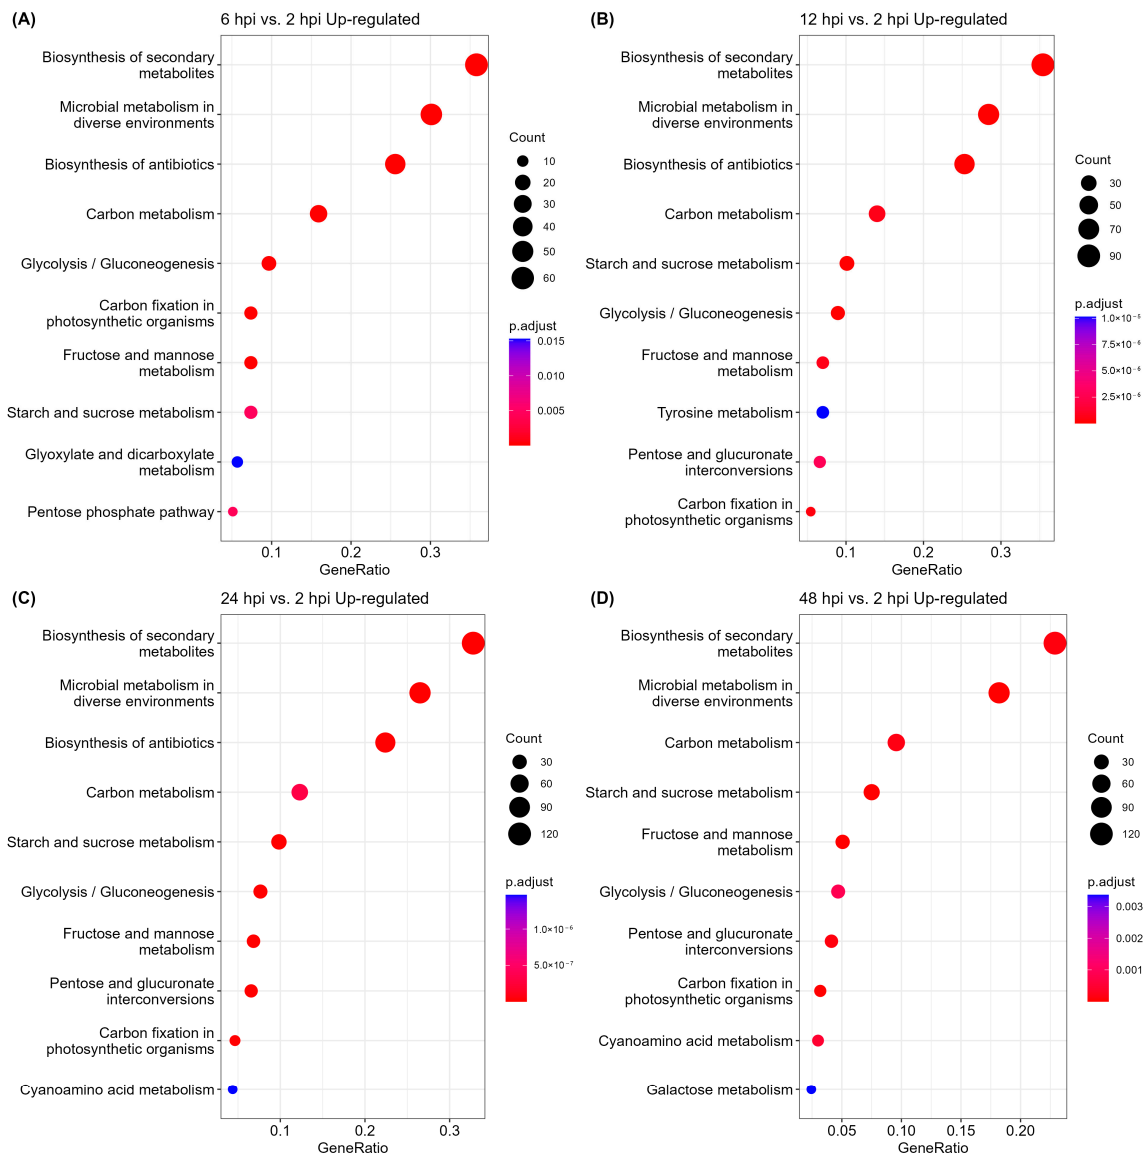 (A)
6 hpi vs. 2 hpi Up-regulated
Biosynthesis of secondary
metabolites
Microbial metabolism in
diverse environments
Biosynthesis of antibiotics
Carbon metabolism
Glycolysis / Gluconeogenesis
Carbon fixation in
photosynthetic organisms
Fructose and mannose
metabolism
Starch and sucrose metabolism
Glyoxylate and dicarboxylate
metabolism
Pentose phosphate pathway
0.1 0.2 0.3
GeneRatio
Count
10
20
30
40
50
60
p.adjust
0.015
0.010
0.005
(B)
12 hpi vs. 2 hpi Up-regulated
Biosynthesis of secondary
metabolites
Microbial metabolism in
diverse environments
Biosynthesis of antibiotics
Carbon metabolism
Starch and sucrose metabolism
Glycolysis / Gluconeogenesis
Fructose and mannose
metabolism
Tyrosine metabolism
Pentose and glucuronate
interconversions
Carbon fixation in
photosynthetic organisms
0.1 0.2 0.3
GeneRatio
Count
30
50
70
90
p.adjust
1.0×10⁻⁵
7.5×10⁻⁶
5.0×10⁻⁶
2.5×10⁻⁶
(C)
24 hpi vs. 2 hpi Up-regulated
Biosynthesis of secondary
metabolites
Microbial metabolism in
diverse environments
Biosynthesis of antibiotics
Carbon metabolism
Starch and sucrose metabolism
Glycolysis / Gluconeogenesis
Fructose and mannose
metabolism
Pentose and glucuronate
interconversions
Carbon fixation in
photosynthetic organisms
Cyanoamino acid metabolism
0.1 0.2 0.3
GeneRatio
Count
30
60
90
120
p.adjust
1.0×10⁻⁶
5.0×10⁻⁷
(D)
48 hpi vs. 2 hpi Up-regulated
Biosynthesis of secondary
metabolites
Microbial metabolism in
diverse environments
Carbon metabolism
Starch and sucrose metabolism
Fructose and mannose
metabolism
Glycolysis / Gluconeogenesis
Pentose and glucuronate
interconversions
Carbon fixation in
photosynthetic organisms
Cyanoamino acid metabolism
Galactose metabolism
0.05 0.10 0.15 0.20
GeneRatio
Count
30
60
90
120
p.adjust
0.003
0.002
0.001